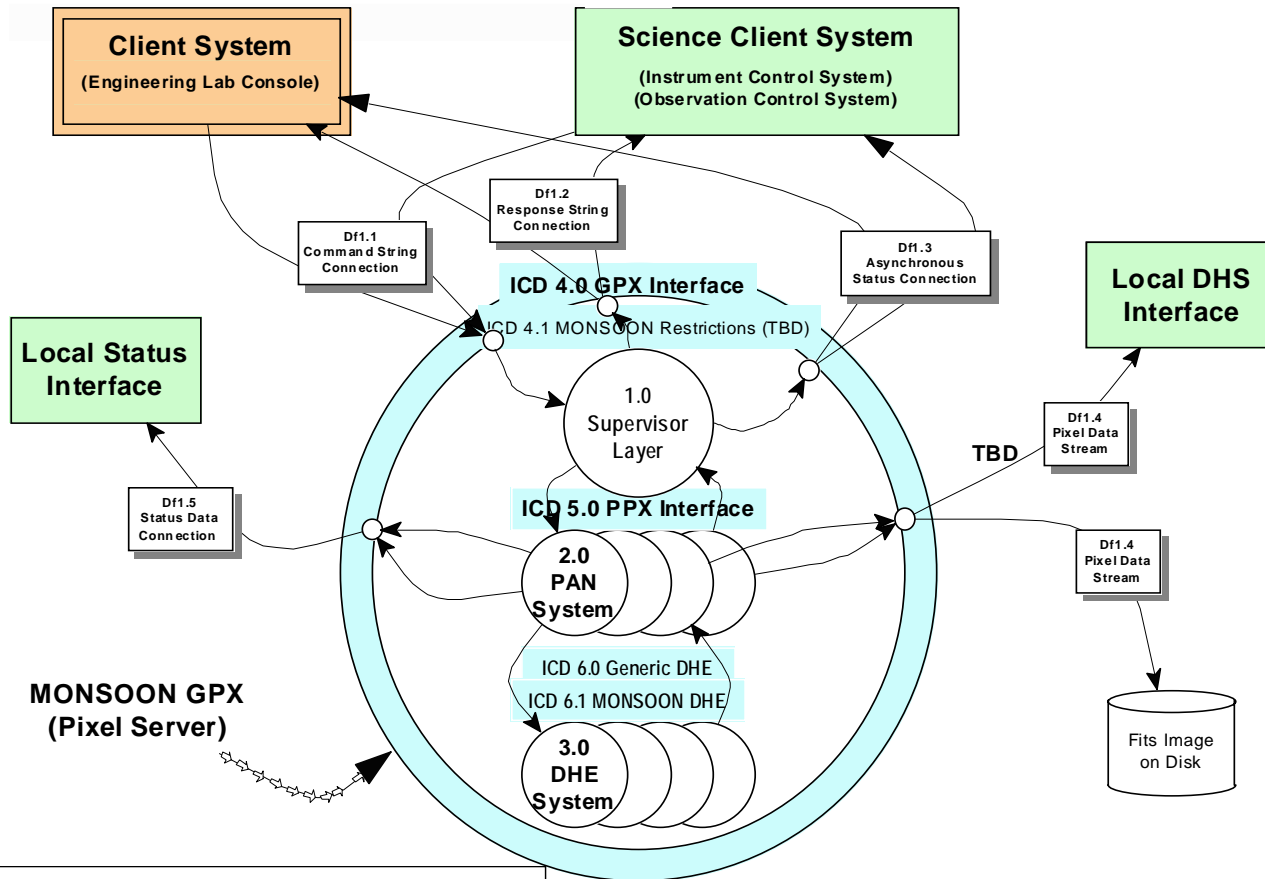 Client System
(Engineering Lab Console)
Science Client System
(Instrument Control System)
(Observation Control System)
Df1.1
Command String
Connection
Df1.2
Response String
Connection
Df1.3
Asynchronous
Status Connection
Local DHS
Interface
Local Status
Interface
ICD 4.0 GPX Interface
ICD 4.1 MONSOON Restrictions (TBD)
1.0
Supervisor
Layer
Df1.4
Pixel Data
Stream
TBD
Df1.5
Status Data
Connection
ICD 5.0 PPX Interface
2.0
PAN
System
Df1.4
Pixel Data
Stream
ICD 6.0 Generic DHE
ICD 6.1 MONSOON DHE
MONSOON GPX
(Pixel Server)
3.0
DHE
System
Fits Image
on Disk